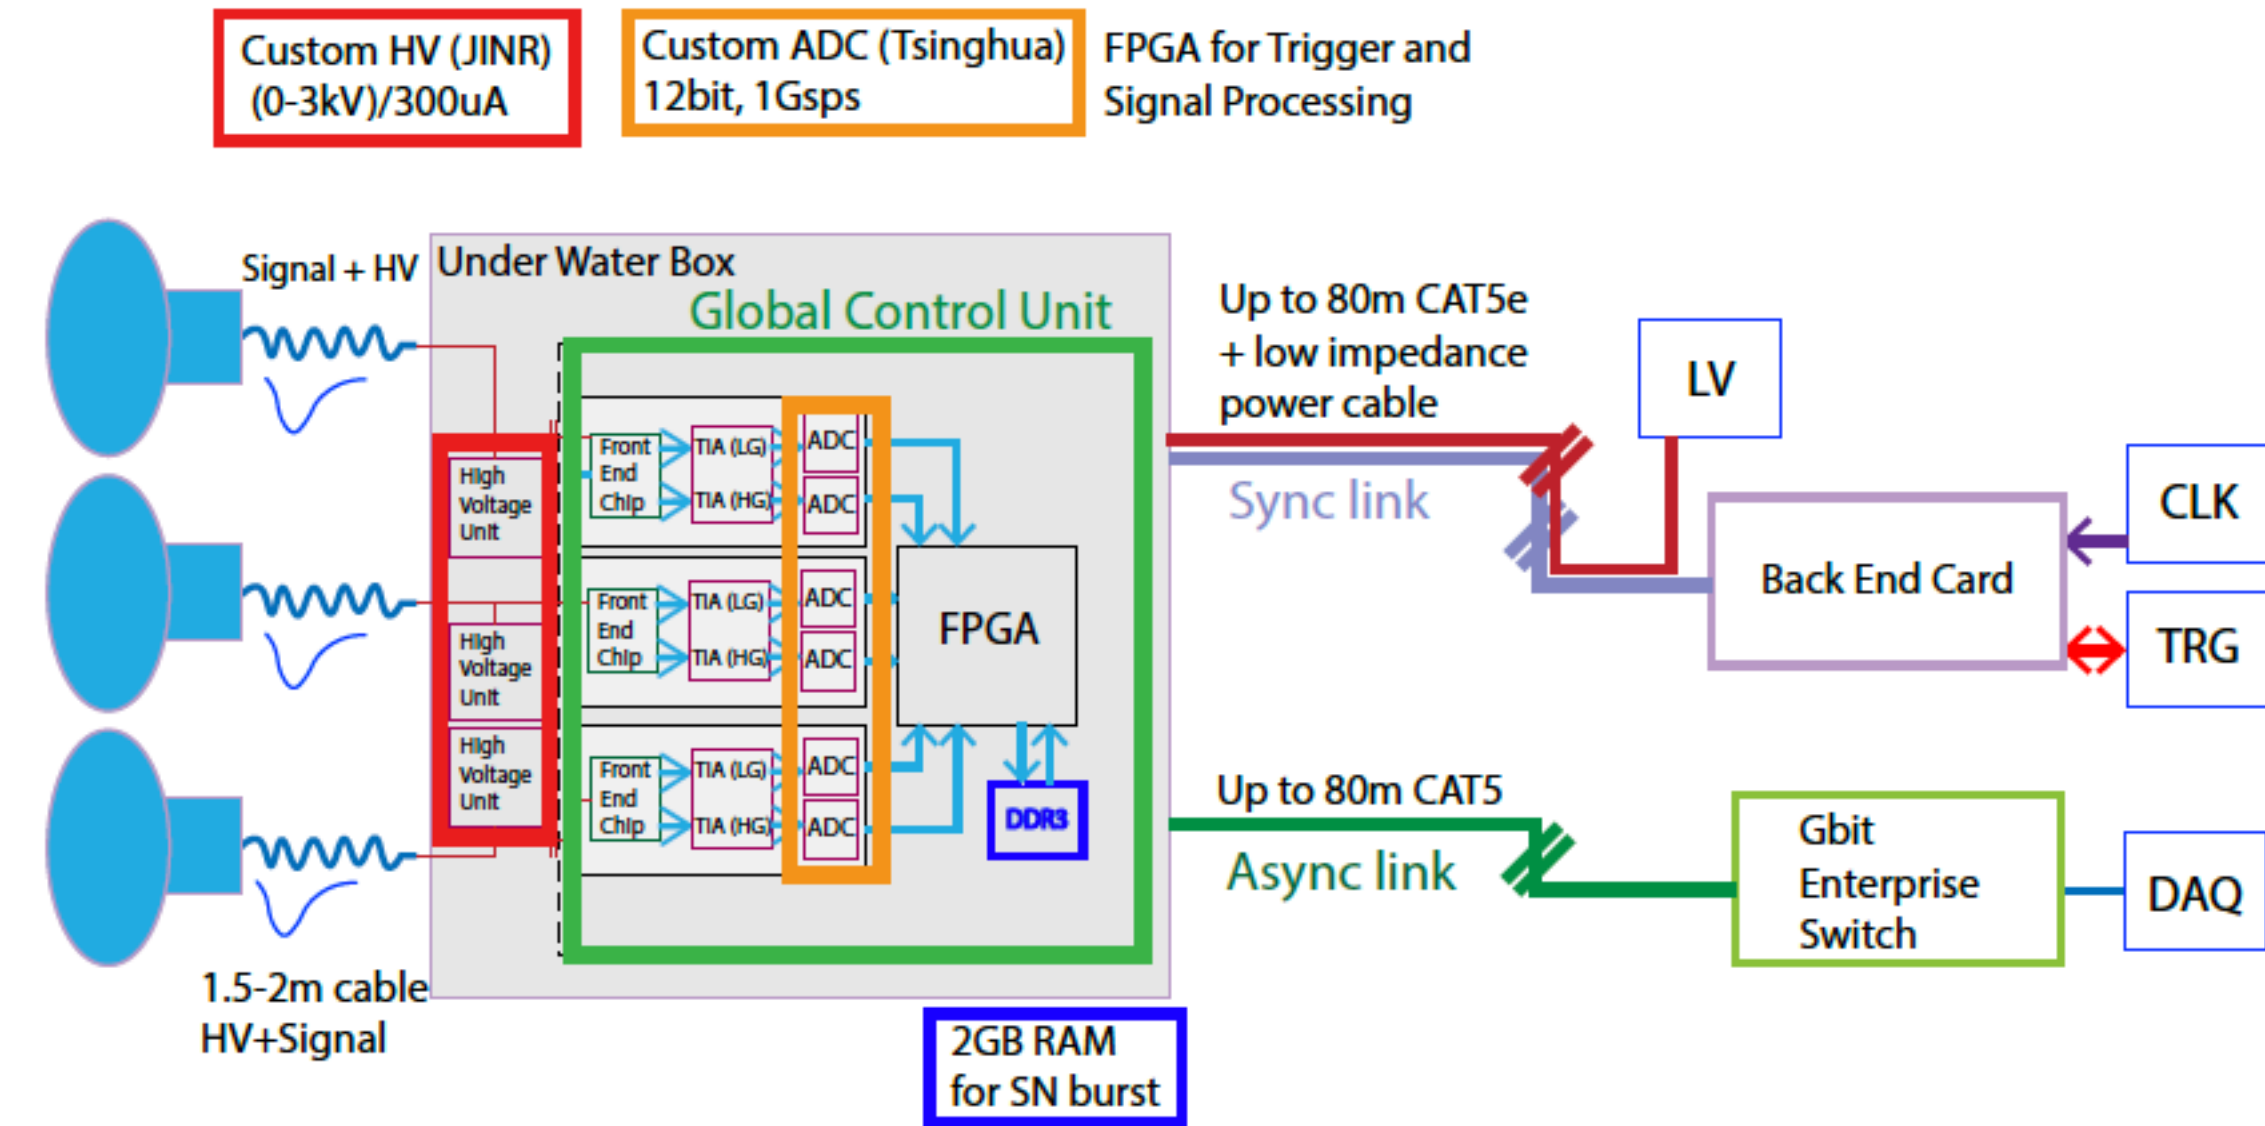 Custom HV (JINR)
(0-3kV)/300uA
Custom ADC (Tsinghua)
12bit, 1Gsps
FPGA for Trigger and
Signal Processing
Signal + HV
Under Water Box
Global Control Unit
High
Voltage
Unit
High
Voltage
Unit
High
Voltage
Unit
Front
End
Chip
TIA (LG)
TIA (HG)
ADC
ADC
Front
End
Chip
TIA (LG)
TIA (HG)
ADC
ADC
Front
End
Chip
TIA (LG)
TIA (HG)
ADC
ADC
FPGA
DDR3
Up to 80m CAT5e
+ low impedance
power cable
Sync link
LV
Back End Card
CLK
TRG
Up to 80m CAT5
Async link
Gbit
Enterprise
Switch
DAQ
1.5-2m cable
HV+Signal
2GB RAM
for SN burst